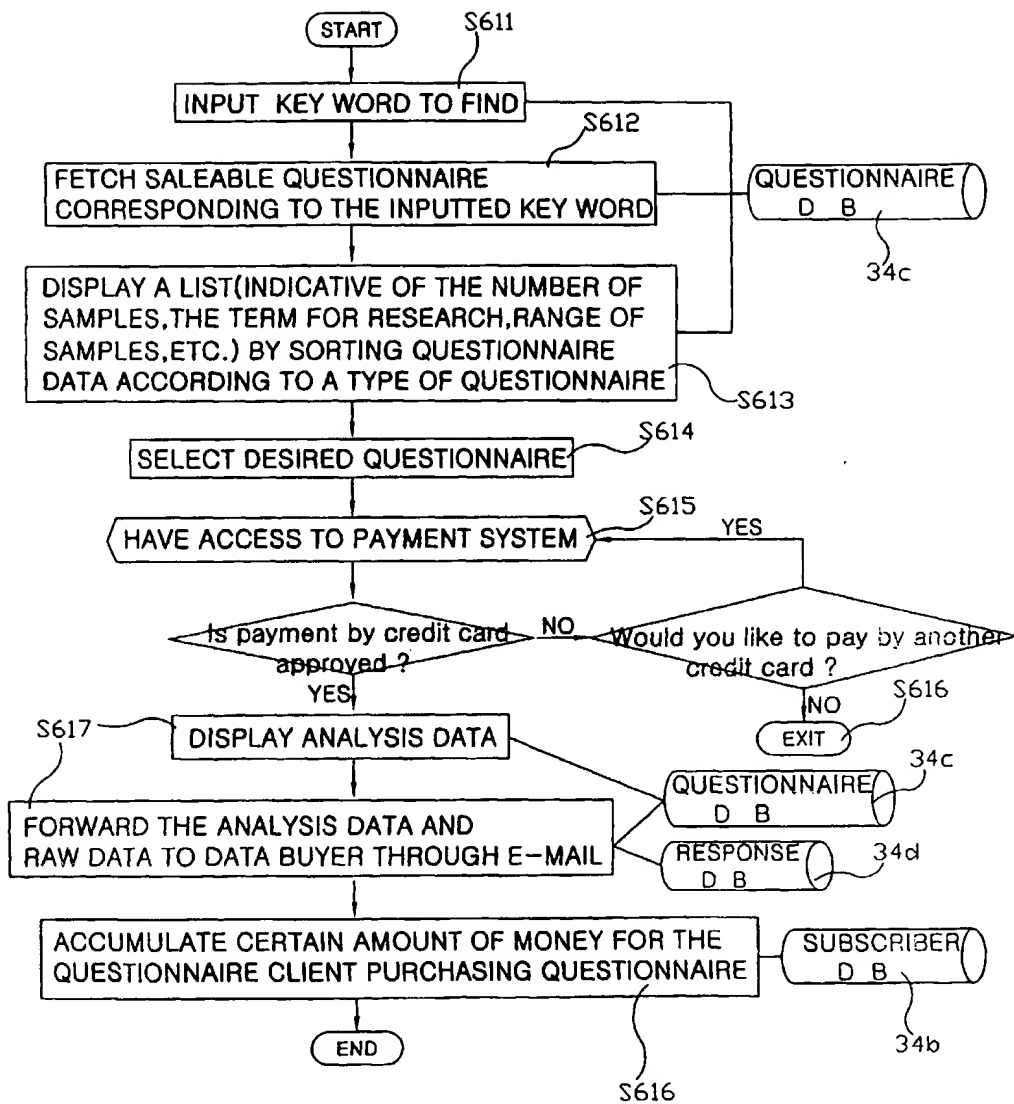 START
S611
INPUT KEY WORD TO FIND
S612
FETCH SALEABLE QUESTIONNAIRE
CORRESPONDING TO THE INPUTTED KEY WORD
QUESTIONNAIRE
D B
34c
DISPLAY A LIST(INDICATIVE OF THE NUMBER OF
SAMPLES,THE TERM FOR RESEARCH,RANGE OF
SAMPLES,ETC.) BY SORTING QUESTIONNAIRE
DATA ACCORDING TO A TYPE OF QUESTIONNAIRE
S613
S614
SELECT DESIRED QUESTIONNAIRE
S615
HAVE ACCESS TO PAYMENT SYSTEM
YES
Is payment by credit card
approved ?
NO
Would you like to pay by another
credit card ?
YES
NO
S616
EXIT
S617
DISPLAY ANALYSIS DATA
34c
QUESTIONNAIRE
D B
FORWARD THE ANALYSIS DATA AND
RAW DATA TO DATA BUYER THROUGH E-MAIL
RESPONSE
D B
34d
ACCUMULATE CERTAIN AMOUNT OF MONEY FOR THE
QUESTIONNAIRE CLIENT PURCHASING QUESTIONNAIRE
SUBSCRIBER
D B
34b
END
S616